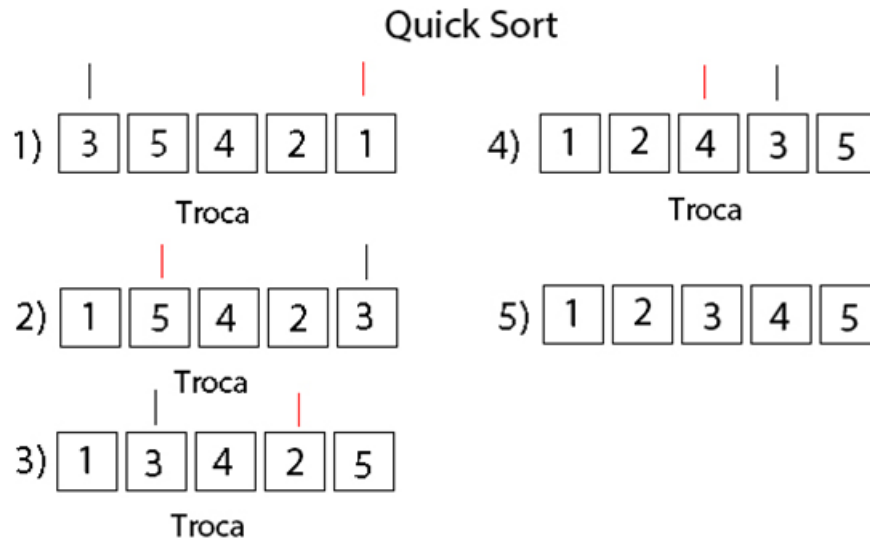 Quick Sort
1) 3 5 4 2 1
Troca
2) 1 5 4 2 3
Troca
3) 1 3 4 2 5
Troca
4) 1 2 4 3 5
Troca
5) 1 2 3 4 5